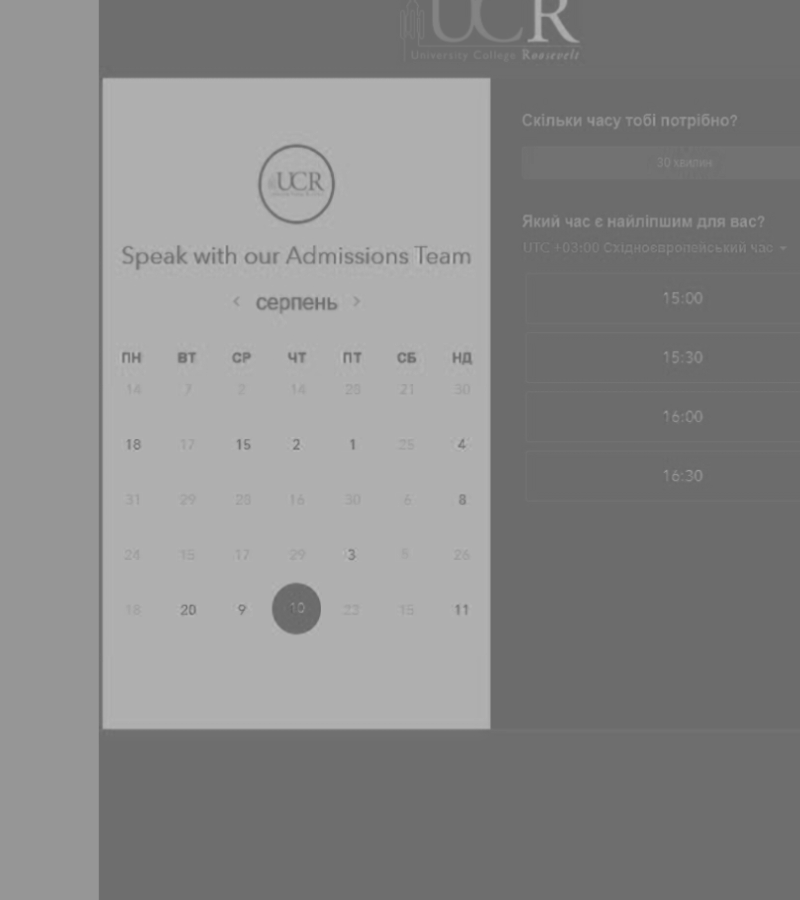 UCR
University College Roosevelt
UCR
Speak with our Admissions Team
< серпень >
ПН ВТ СР ЧТ ПТ СБ НД
14 7 2 14 20 21 30
18 17 15 2 1 25 4
31 29 28 16 30 6 8
24 15 17 29 3 5 26
18 20 9 10 23 15 11
Скільки часу тобі потрібно?
30 хвилин
Який час є найліпшим для вас?
UTC +03:00 Східноєвропейський час
15:00
15:30
16:00
16:30